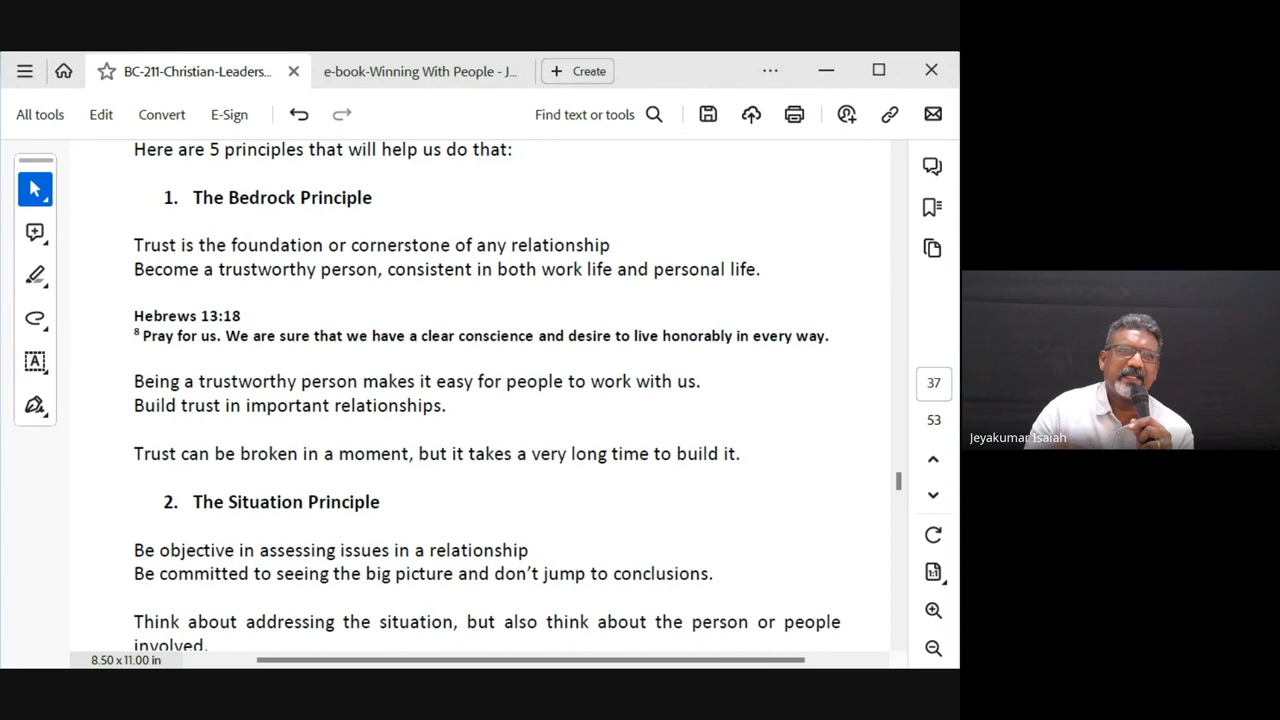 BC-211-Christian-Leaders...
e-book-Winning With People - J...
Create
All tools
Edit
Convert
E-Sign
Find text or tools
Here are 5 principles that will help us do that:
1. The Bedrock Principle
Trust is the foundation or cornerstone of any relationship
Become a trustworthy person, consistent in both work life and personal life.
Hebrews 13:18
8 Pray for us. We are sure that we have a clear conscience and desire to live honorably in every way.
Being a trustworthy person makes it easy for people to work with us.
Build trust in important relationships.
Trust can be broken in a moment, but it takes a very long time to build it.
2. The Situation Principle
Be objective in assessing issues in a relationship
Be committed to seeing the big picture and don’t jump to conclusions.
Think about addressing the situation, but also think about the person or people
involved.
8.50 x 11.00 in
37
53
1:1
Jeyakumar Isaiah